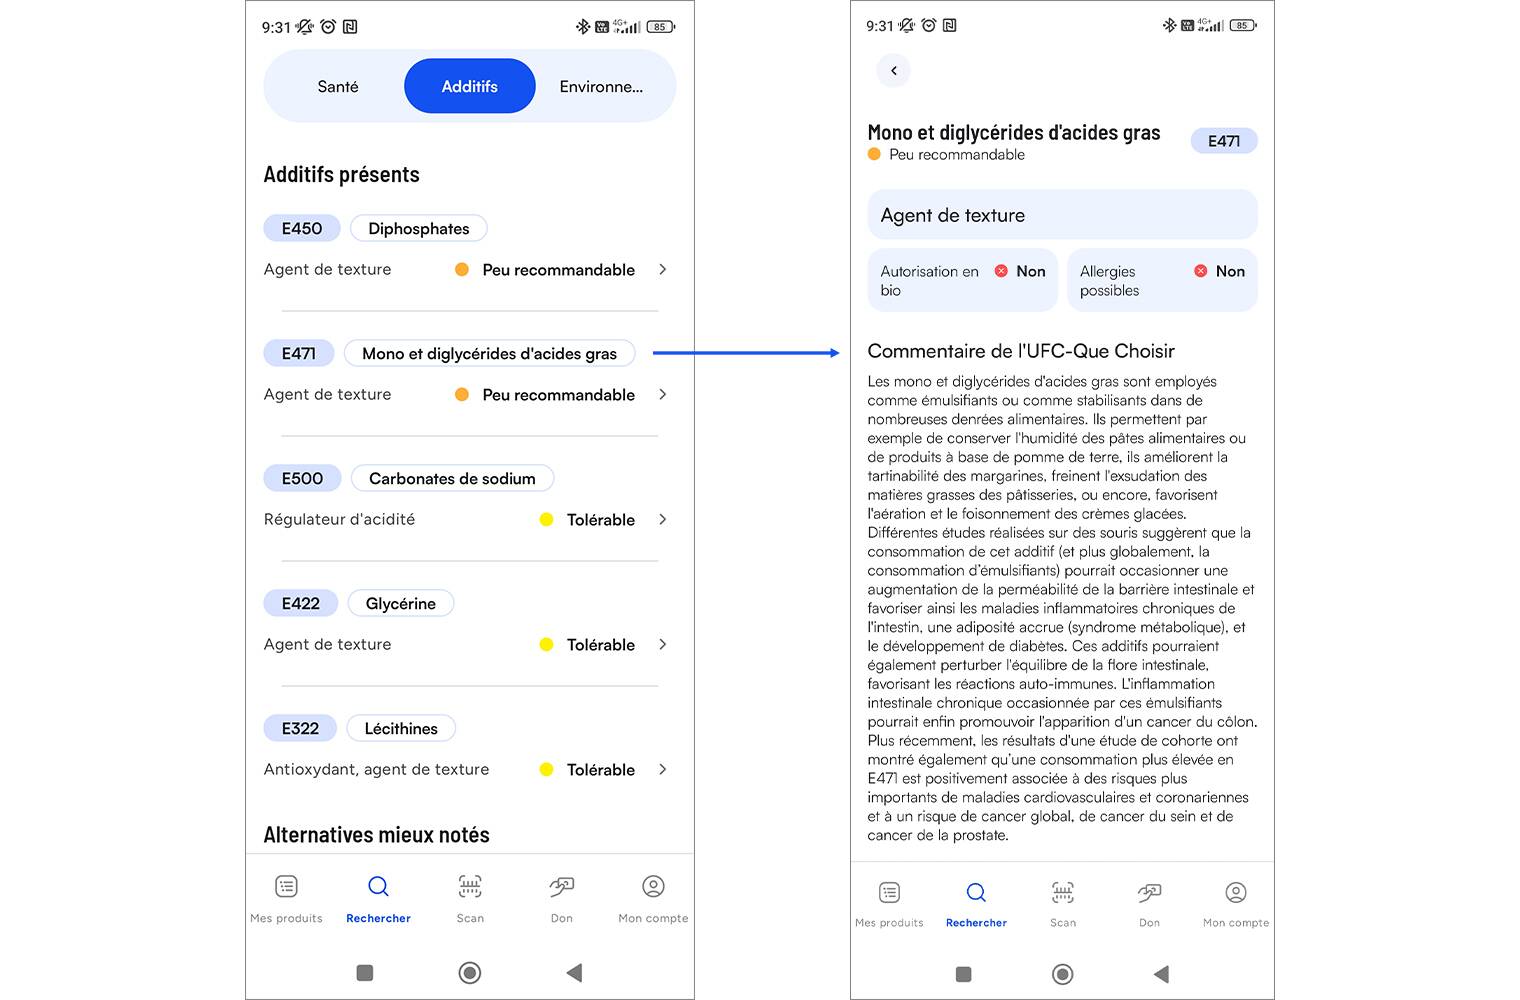 9:31
4G+
85
Santé
Additifs
Environne...
Additifs présents
E450 Diphosphates
Agent de texture Peu recommandable
E471 Mono et diglycérides d'acides gras
Agent de texture Peu recommandable
E500 Carbonates de sodium
Régulateur d'acidité Tolérable
E422 Glycérine
Agent de texture Tolérable
E322 Lécithines
Antioxydant, agent de texture Tolérable
Alternatives mieux notés
Mes produits Rechercher Scan Don Mon compte
9:31
4G+
85
Mono et diglycérides d'acides gras
E471
Peu recommandable
Agent de texture
Autorisation en
bio
Non
Allergies
possibles
Non
Commentaire de l'UFC-Que Choisir
Les mono et diglycérides d'acides gras sont employés
comme émulsifiants ou comme stabilisants dans de
nombreuses denrées alimentaires. Ils permettent par
exemple de conserver l'humidité des pâtes alimentaires ou
de produits à base de pomme de terre, ils améliorent la
tartinabilité des margarines, freinent l'exsudation des
matières grasses des pâtisseries, ou encore, favorisent
l'aération et le foisonnement des crèmes glacées.
Différentes études réalisées sur des souris suggèrent que la
consommation de cet additif (et plus globalement, la
consommation d'émulsifiants) pourrait occasionner une
augmentation de la perméabilité de la barrière intestinale et
favoriser ainsi les maladies inflammatoires chroniques de
l'intestin, une adiposité accrue (syndrome métabolique), et
le développement de diabètes. Ces additifs pourraient
également perturber l'équilibre de la flore intestinale,
favorisant les réactions auto-immunes. L'inflammation
intestinale chronique occasionnée par ces émulsifiants
pourrait enfin promouvoir l'apparition d'un cancer du côlon.
Plus récemment, les résultats d'une étude de cohorte ont
montré également qu'une consommation plus élevée en
E471 est positivement associée à des risques plus
importants de maladies cardiovasculaires et coronariennes
et à un risque de cancer global, de cancer du sein et de
cancer de la prostate.
Mes produits Rechercher Scan Don Mon compte